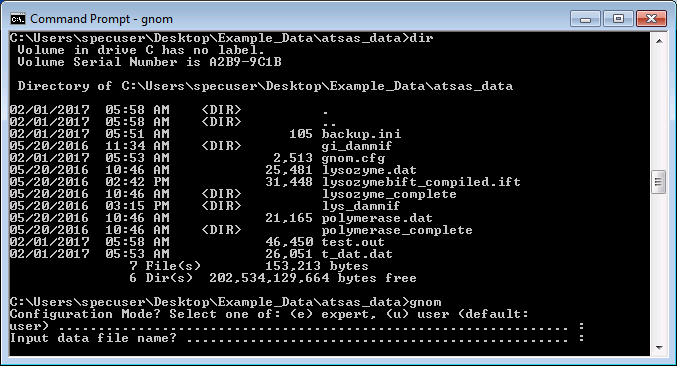 Command Prompt - gnom
C:\Users\specuser\Desktop\Example_Data\atsas_data>dir
Volume in drive C has no label.
Volume Serial Number is A2B9-9C1B
Directory of C:\Users\specuser\Desktop\Example_Data\atsas_data
02/01/2017 05:58 AM <DIR> .
02/01/2017 05:58 AM <DIR> ..
02/01/2017 05:51 AM 105 backup.ini
05/20/2016 11:34 AM <DIR> gi_dammif
02/01/2017 05:53 AM 2,513 gnom.cfg
05/20/2016 10:46 AM 25,481 lysozyme.dat
05/20/2016 02:42 PM 31,448 lysozymebift_compiled.ift
05/20/2016 10:46 AM <DIR> lysozyme_complete
05/20/2016 03:15 PM <DIR> lys_dammif
05/20/2016 10:46 AM 21,165 polymerase.dat
05/20/2016 10:46 AM <DIR> polymerase_complete
02/01/2017 05:58 AM 46,450 test.out
02/01/2017 05:53 AM 26,051 t_dat.dat
7 File(s) 153,213 bytes
6 Dir(s) 202,534,129,664 bytes free
C:\Users\specuser\Desktop\Example_Data\atsas_data>gnom
Configuration Mode? Select one of: (e) expert, (u) user (default:
user) ................................................................ :
Input data file name? ................................................ :